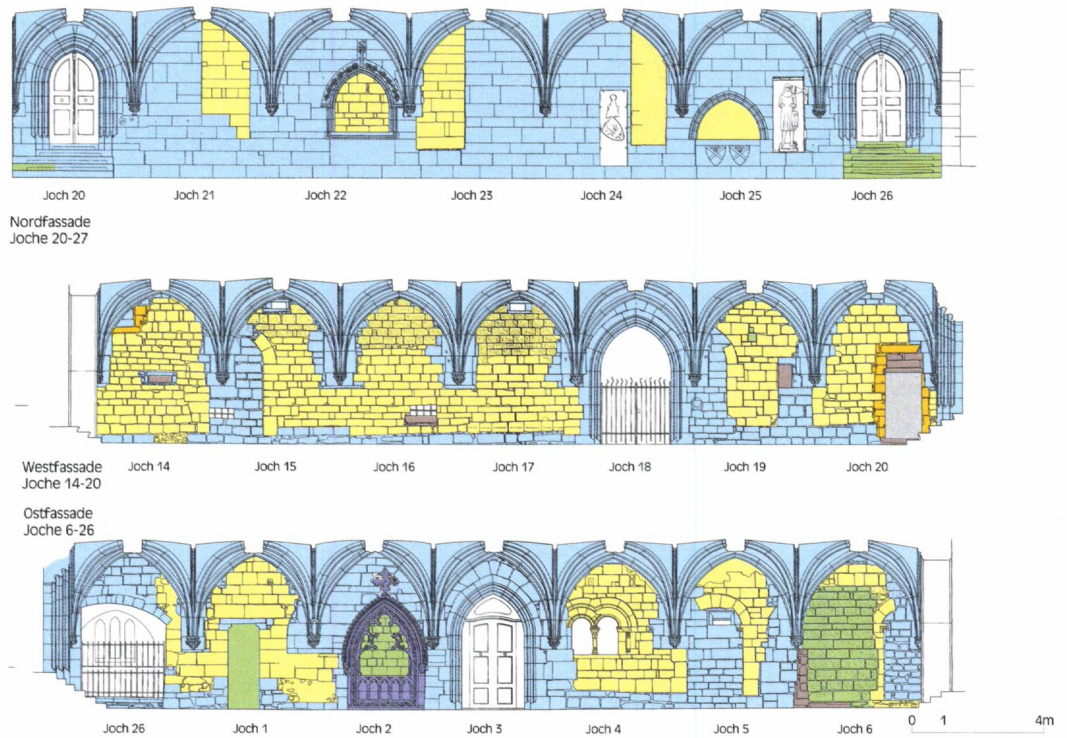 Joch 20 Joch 21 Joch 22 Joch 23 Joch 24 Joch 25 Joch 26
Nordfassade
Joche 20-27
Westfassade Joch 14 Joch 15 Joch 16 Joch 17 Joch 18 Joch 19 Joch 20
Joche 14-20
Ostfassade
Joche 6-26
Joch 26 Joch 1 Joch 2 Joch 3 Joch 4 Joch 5 Joch 6 0 1 4m